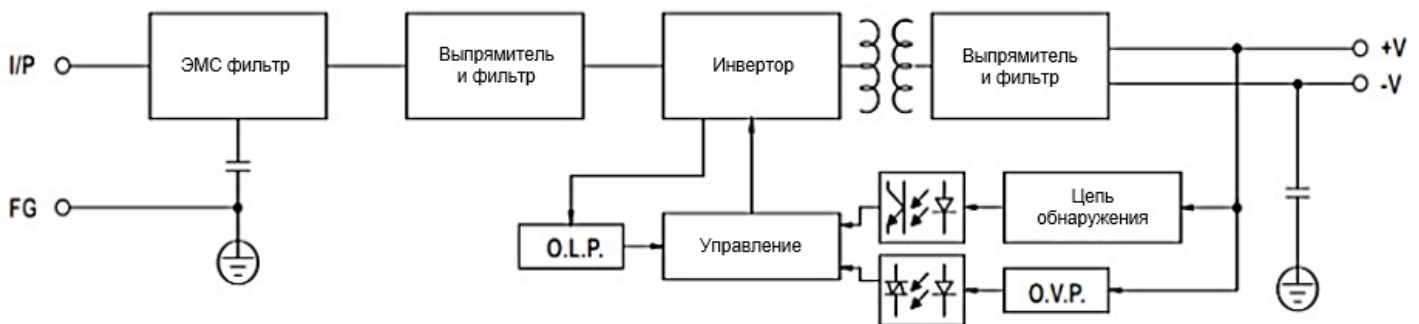 I/P
ЭМС фильтр
Выпрямитель
и фильтр
Инвертор
Выпрямитель
и фильтр
+V
-V
FG
O.L.P.
Управление
Цепь
обнаружения
O.V.P.